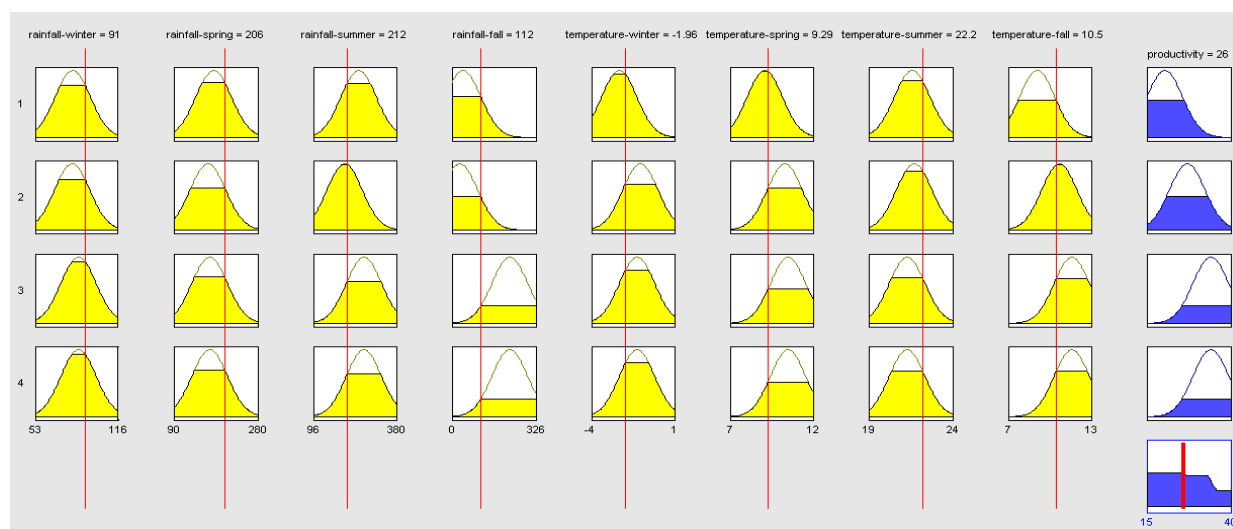 rainfall-winter = 91 rainfall-spring = 206 rainfall-summer = 212 rainfall-fall = 112 temperature-winter = -1.96 temperature-spring = 9.29 temperature-summer = 22.2 temperature-fall = 10.5
productivity = 26
1
2
3
4
53 116 90 280 96 380 0 326 -4 1 7 12 19 24 7 13
15 40